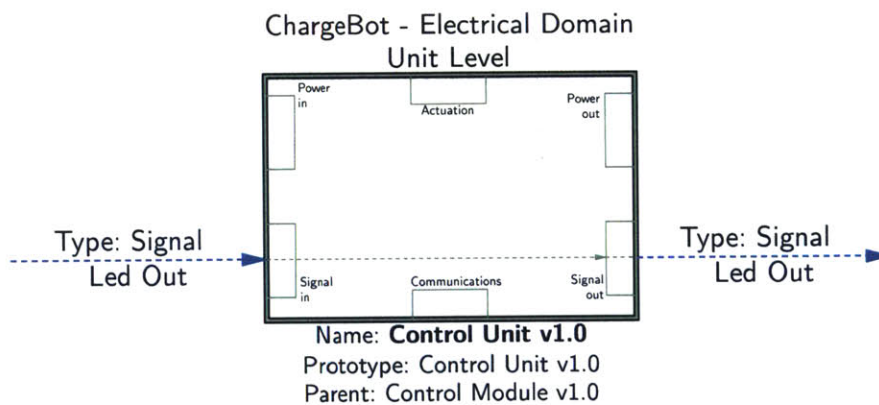 ChargeBot - Electrical Domain
Unit Level
Power
in
Actuation
Power
out
Type: Signal
Led Out
Signal
in
Communications
Signal
out
Type: Signal
Led Out
Name: Control Unit v1.0
Prototype: Control Unit v1.0
Parent: Control Module v1.0